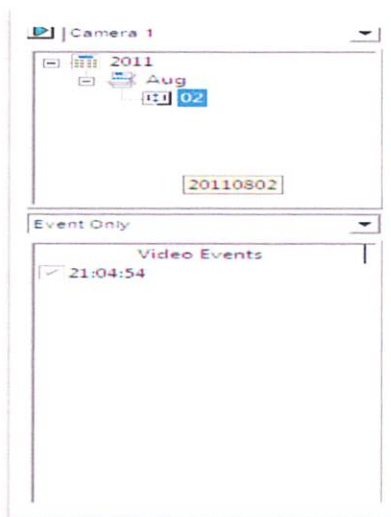 Camera 1
2011
Aug
02
20110802
Event Only
Video Events
21:04:54